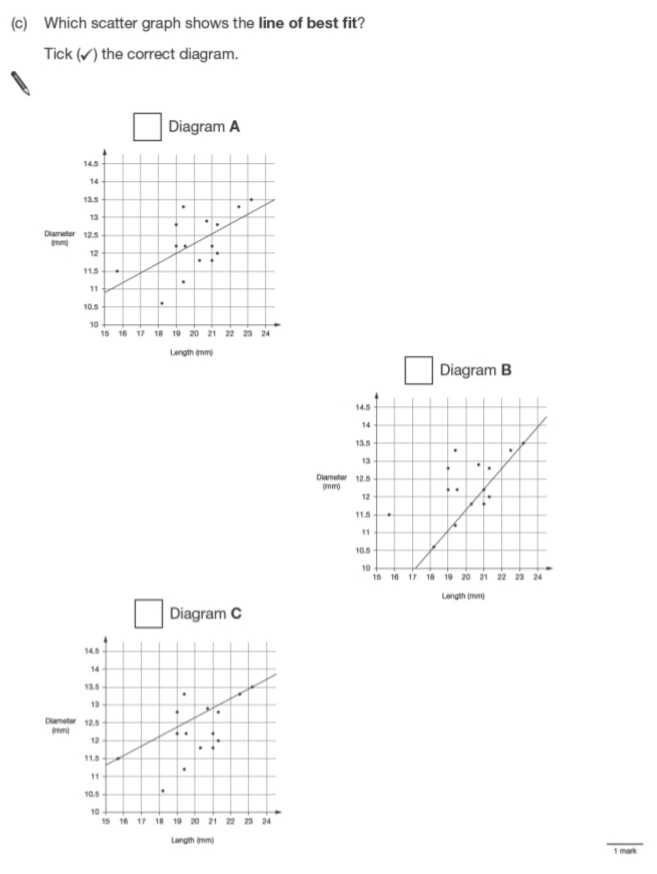 (c) Which scatter graph shows the line of best fit?
Tick (✓) the correct diagram.
Diagram A
14.5
14
13.5
13
Diameter (mm)
12.5
12
11.5
11
10.5
10
15 16 17 18 19 20 21 22 23 24
Length (mm)
Diagram B
14.5
14
13.5
13
Diameter (mm)
12.5
12
11.5
11
10.5
10
15 16 17 18 19 20 21 22 23 24
Length (mm)
Diagram C
14.5
14
13.5
13
Diameter (mm)
12.5
12
11.5
11
10.5
10
15 16 17 18 19 20 21 22 23 24
Length (mm)
1 mark